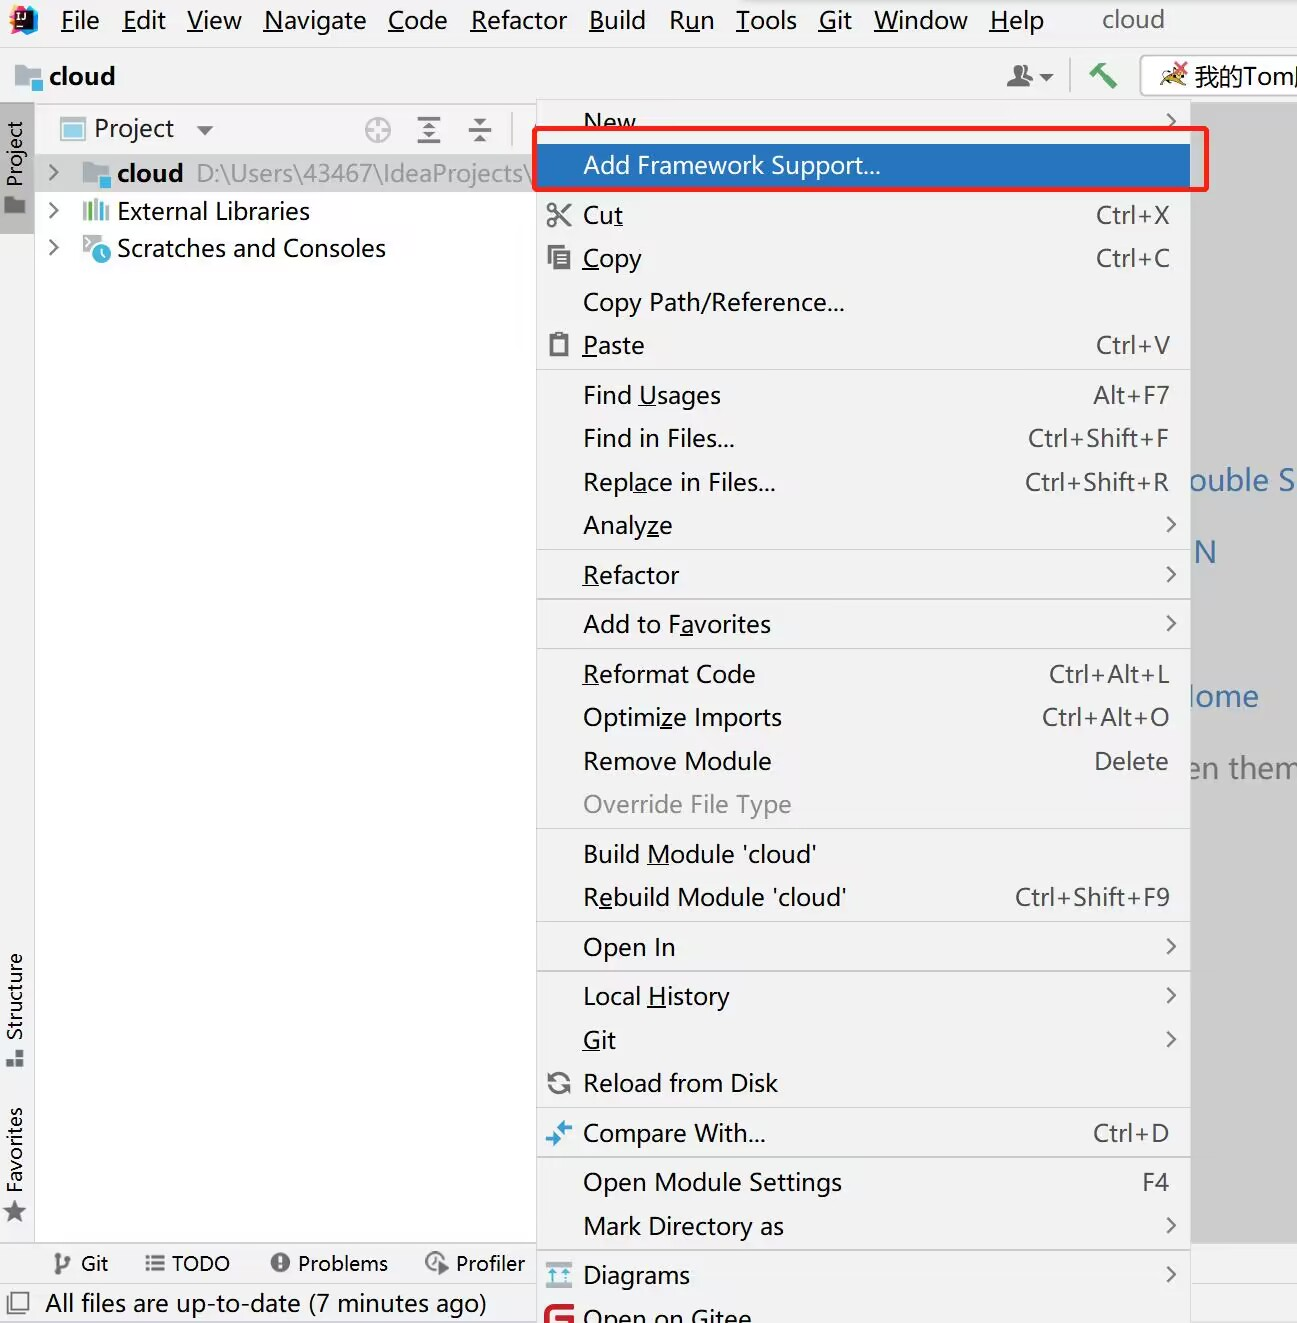 File Edit View Navigate Code Refactor Build Run Tools Git Window Help cloud
cloud
我的Tom
Project
Project
cloud D:\Users\43467\IdeaProjects\
External Libraries
Scratches and Consoles
New
Add Framework Support...
Cut Ctrl+X
Copy Ctrl+C
Copy Path/Reference...
Paste Ctrl+V
Find Usages Alt+F7
Find in Files... Ctrl+Shift+F
Replace in Files... Ctrl+Shift+R
Analyze
Refactor
Add to Favorites
Reformat Code Ctrl+Alt+L
Optimize Imports Ctrl+Alt+O
Remove Module Delete
Override File Type
Build Module 'cloud'
Rebuild Module 'cloud' Ctrl+Shift+F9
Open In
Local History
Git
Reload from Disk
Compare With... Ctrl+D
Open Module Settings F4
Mark Directory as
Diagrams
Open on Gitee
ouble S
N
ome
en them
Structure
Favorites
Git TODO Problems Profiler
All files are up-to-date (7 minutes ago)